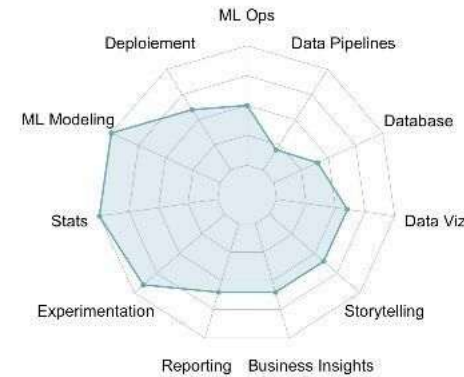 ML Ops
Deploiement
Data Pipelines
ML Modeling
Database
Stats
Data Viz
Experimentation
Storytelling
Reporting
Business Insights